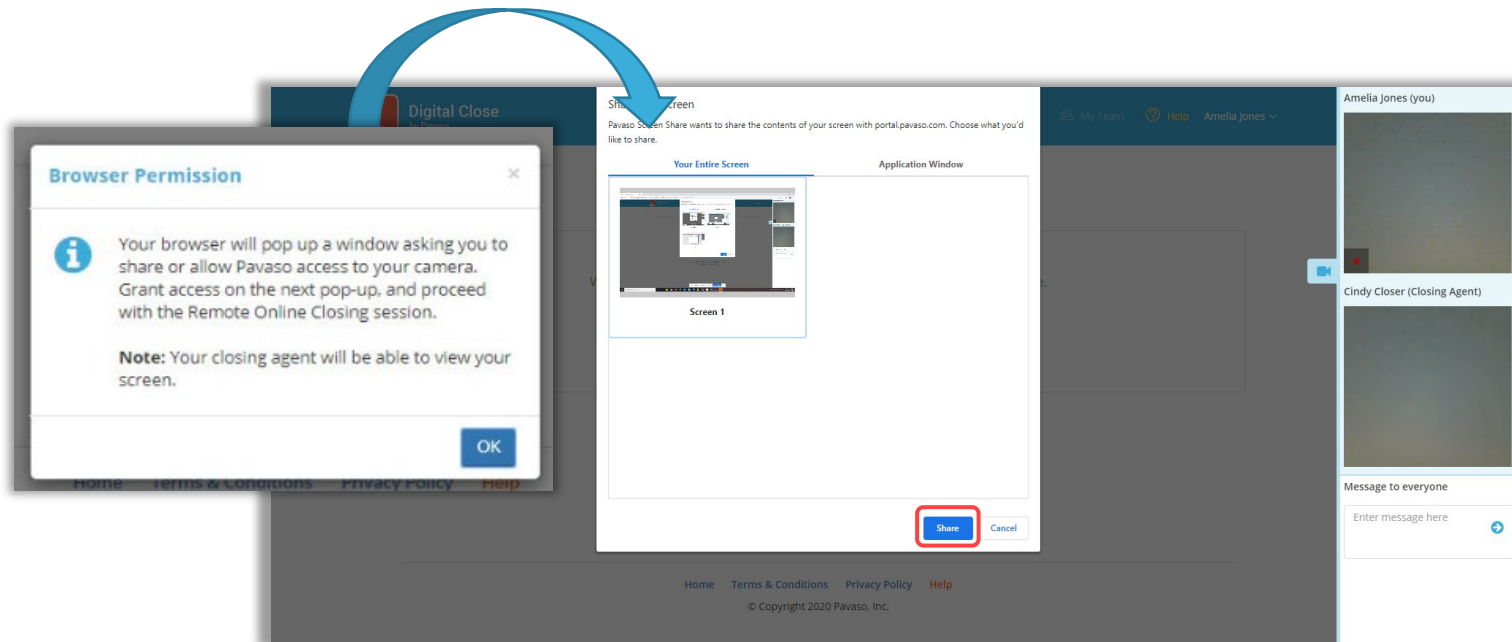 Browser Permission
×
Your browser will pop up a window asking you to
share or allow Pavaso access to your camera.
Grant access on the next pop-up, and proceed
with the Remote Online Closing session.
Note: Your closing agent will be able to view your
screen.
OK
Home Terms & Conditions Privacy Policy Help
Digital Close
by Pavaso
Screen
Pavaso Screen Share wants to share the contents of your screen with portal.pavaso.com. Choose what you'd
like to share.
Your Entire Screen Application Window
Screen 1
Share Cancel
My Team Help Amelia Jones
Home Terms & Conditions Privacy Policy Help
© Copyright 2020 Pavaso, Inc.
Amelia Jones (you)
Cindy Closer (Closing Agent)
Message to everyone
Enter message here